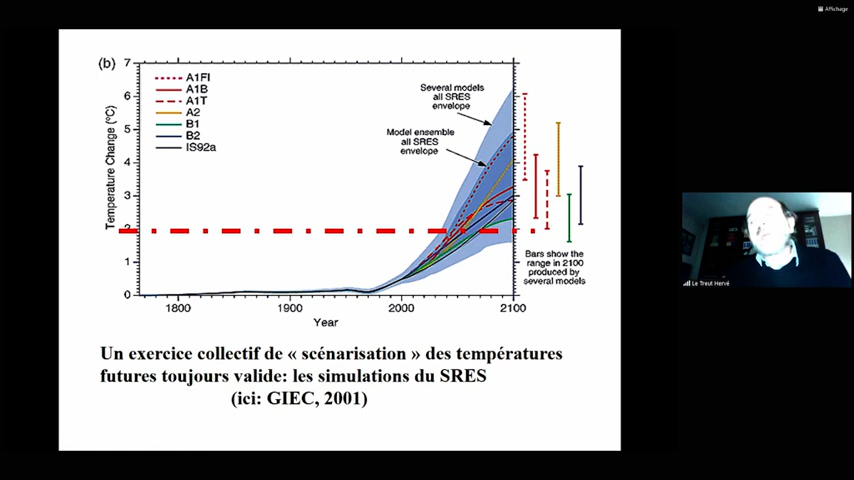 Affichage
(b)
7
6
5
4
3
2
1
0
Temperature Change (°C)
A1FI
A1B
A1T
A2
B1
B2
IS92a
Several models
all SRES
envelope
Model ensemble
all SRES
envelope
Bars show the
range in 2100
produced by
several models
1800
1900
2000
2100
Year
Un exercice collectif de « scénarisation » des températures
futures toujours valide: les simulations du SRES
(ici: GIEC, 2001)
Le Treut Hervé